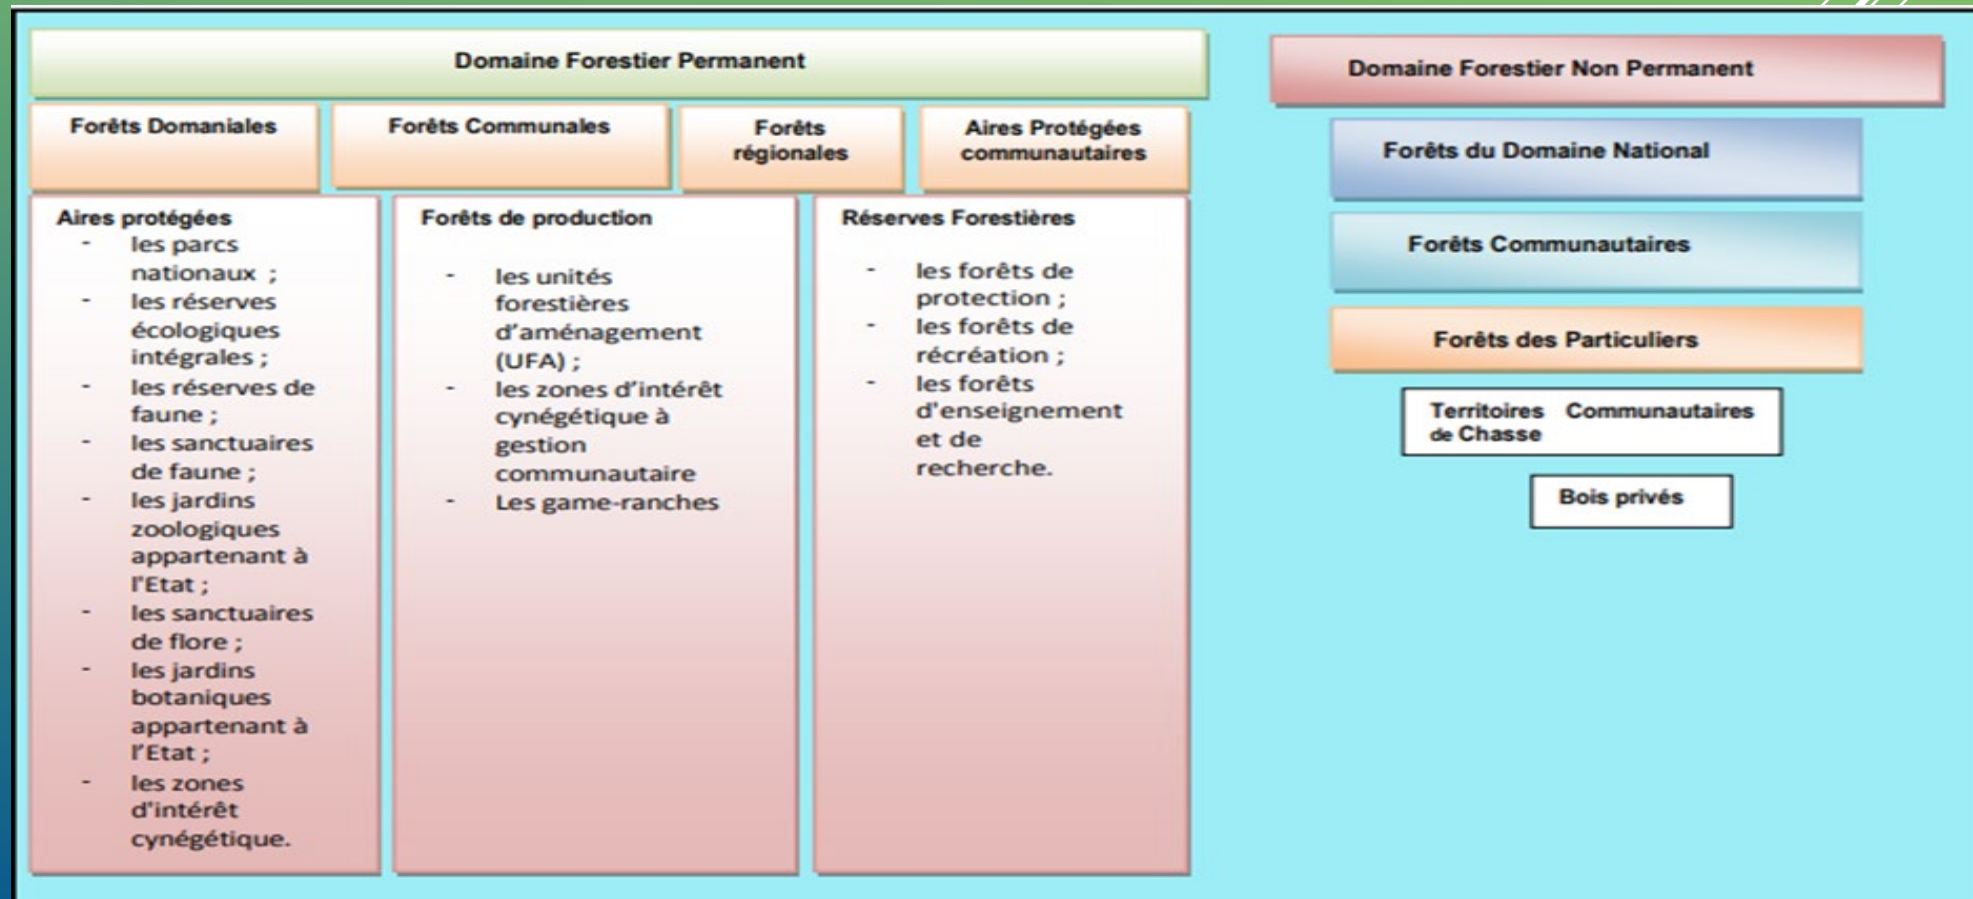 Domaine Forestier Permanent
Forêts Domaniales
Forêts Communales
Forêts
régionales
Aires Protégées
communautaires
Aires protégées
- les parcs
nationaux ;
- les réserves
écologiques
intégrales ;
- les réserves de
faune ;
- les sanctuaires
de faune ;
- les jardins
zoologiques
appartenant à
l'Etat ;
- les sanctuaires
de flore ;
- les jardins
botaniques
appartenant à
l'Etat ;
- les zones
d'intérêt
cynégétique.
Forêts de production
- les unités
forestières
d'aménagement
(UFA) ;
- les zones d'intérêt
cynégétique à
gestion
communautaire
- Les game-ranches
Réserves Forestières
- les forêts de
protection ;
- les forêts de
récréation ;
- les forêts
d'enseignement
et de
recherche.
Domaine Forestier Non Permanent
Forêts du Domaine National
Forêts Communautaires
Forêts des Particuliers
Territoires Communautaires
de Chasse
Bois privés